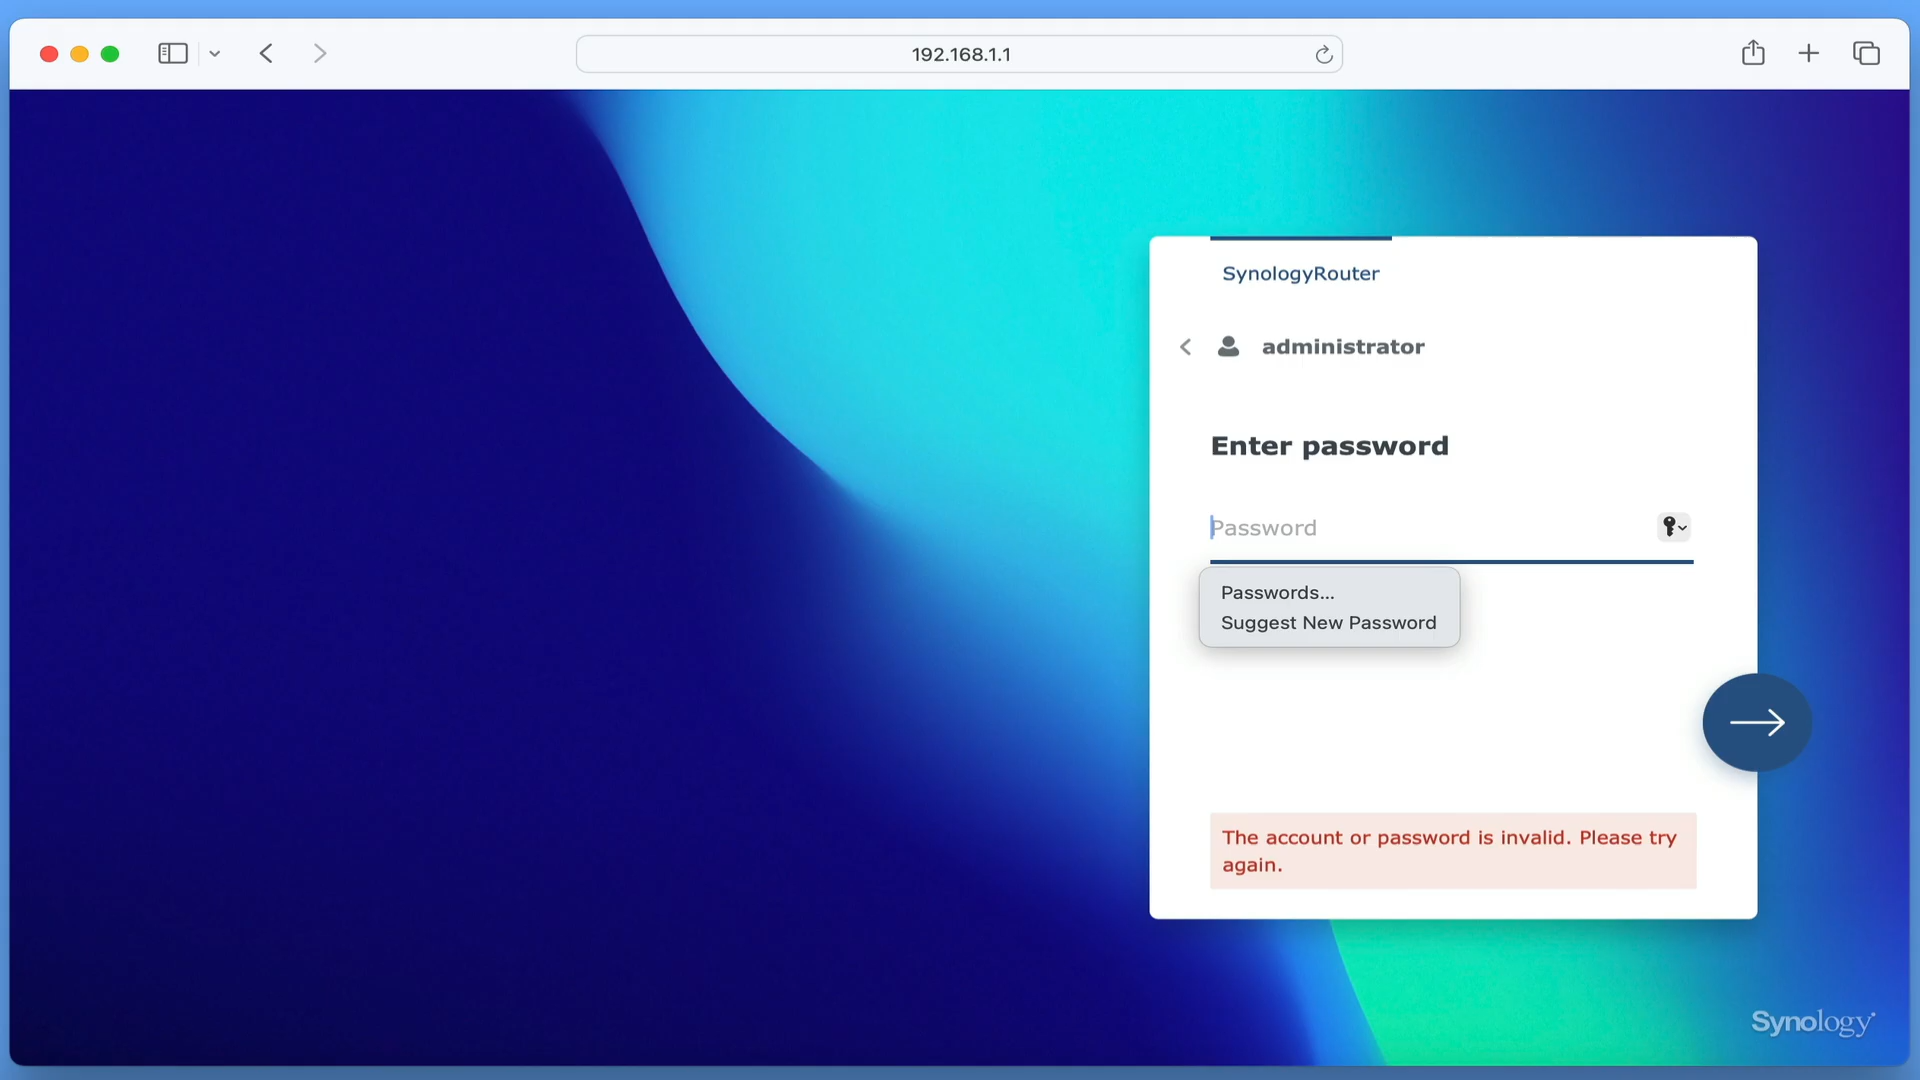 192.168.1.1
SynologyRouter
administrator
Enter password
Password
Passwords...
Suggest New Password
The account or password is invalid. Please try
again.
Synology